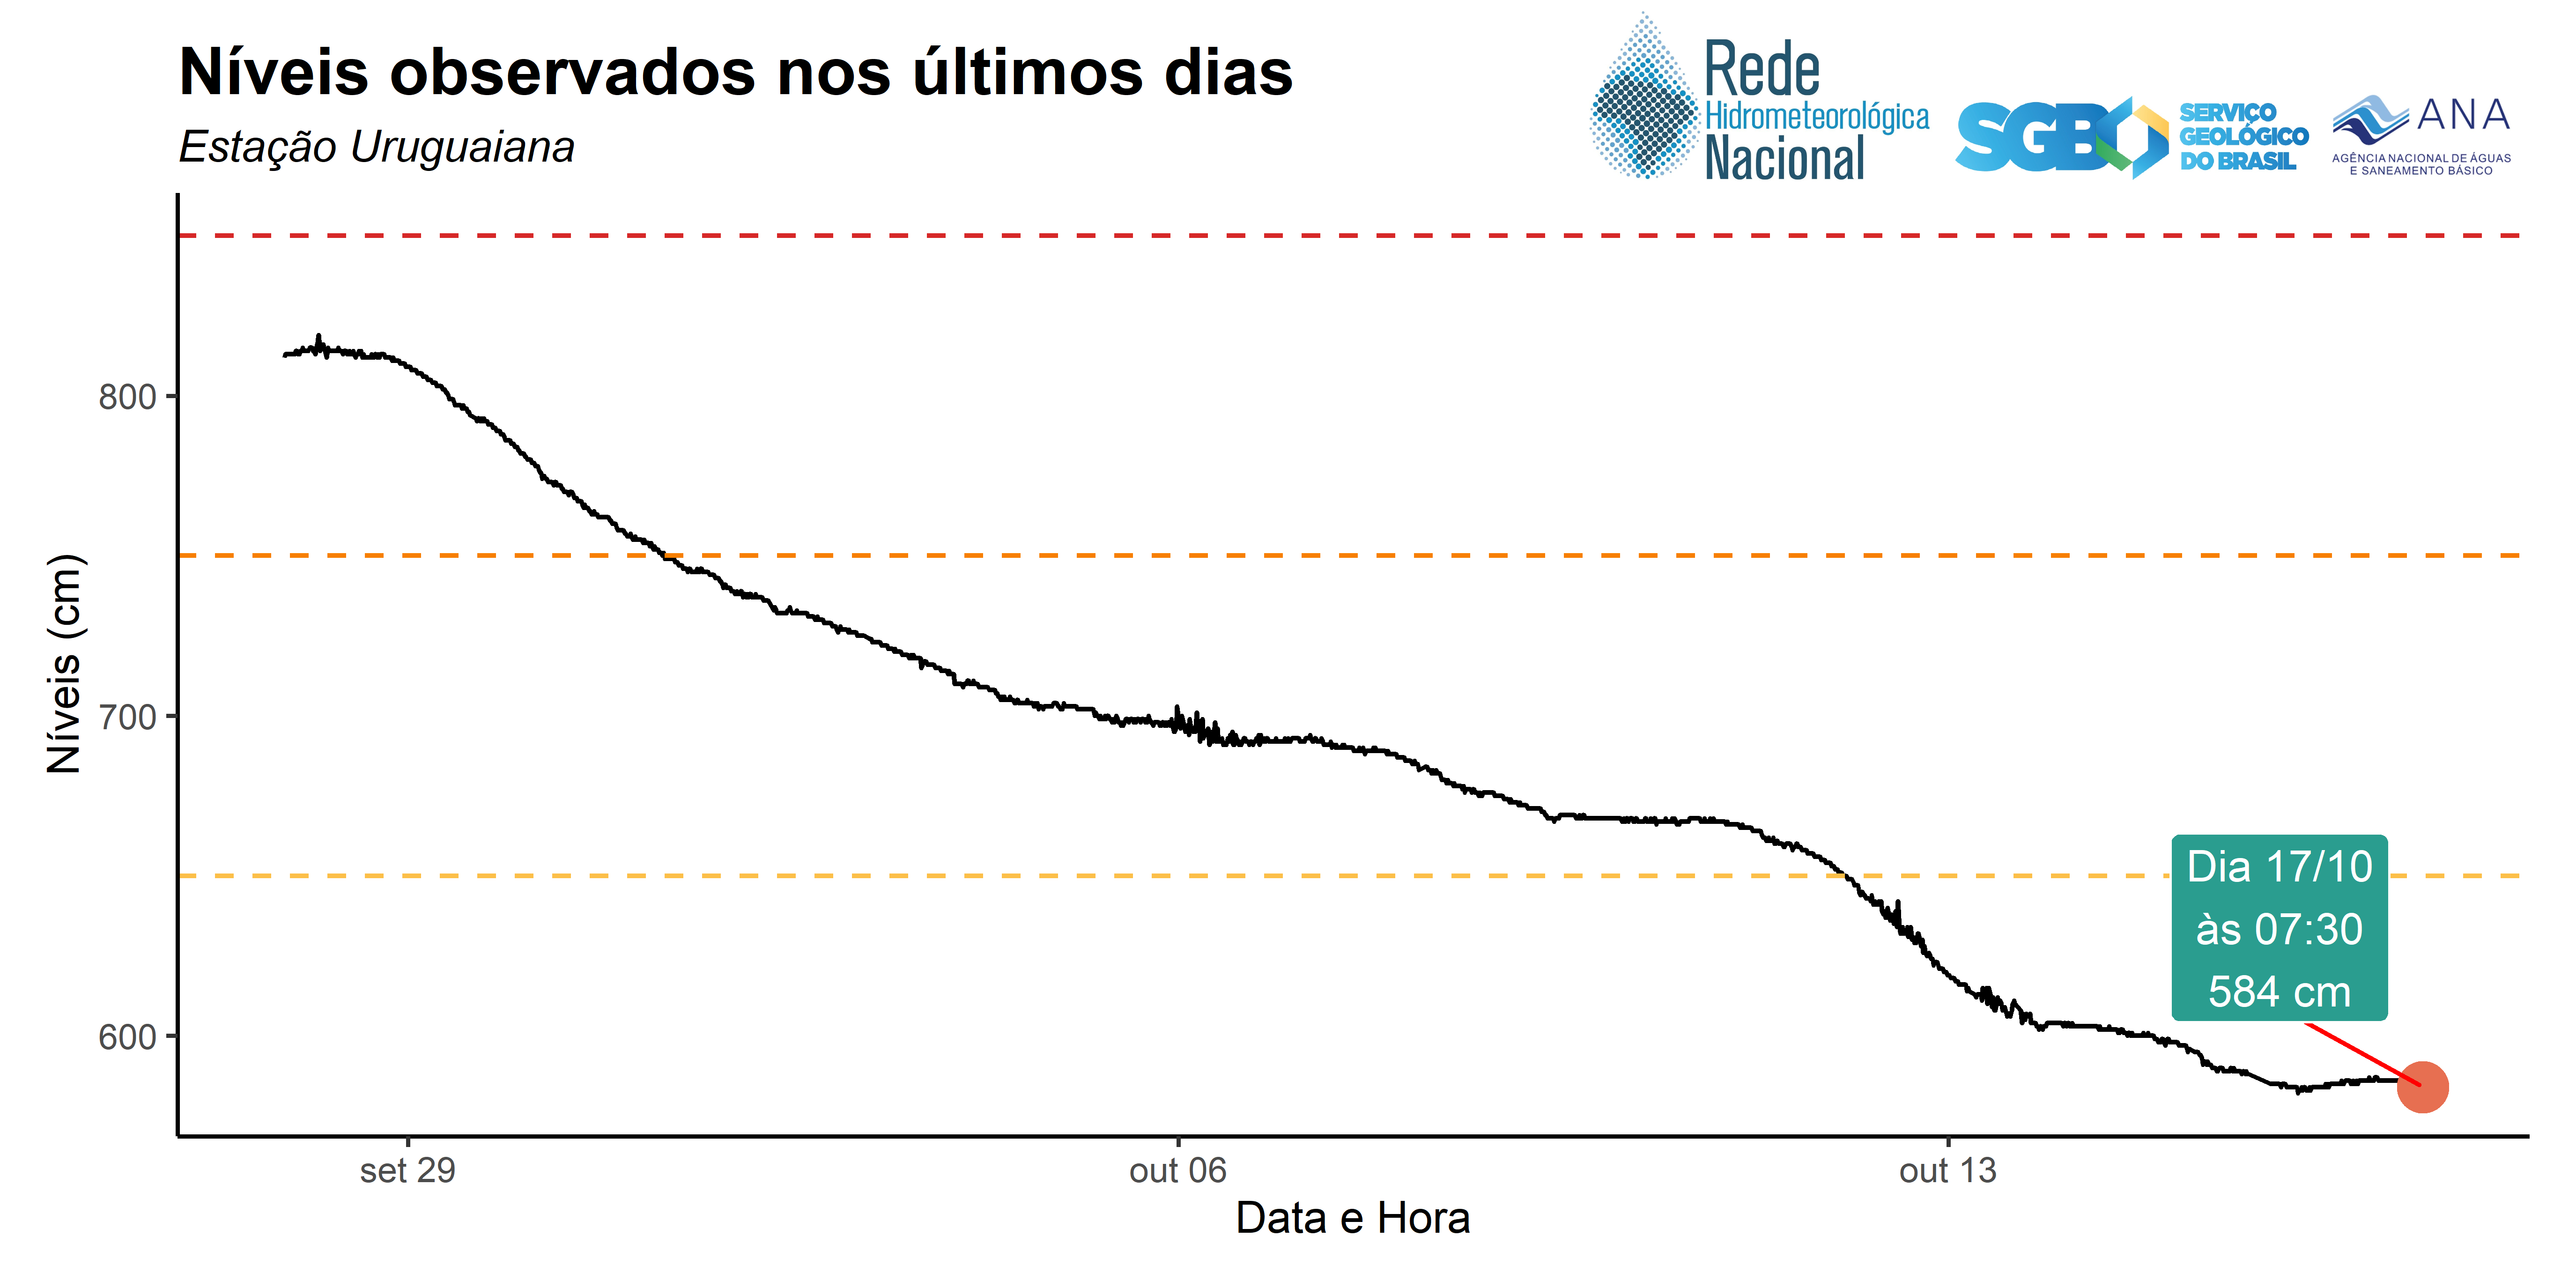 Níveis observados nos últimos dias
Estação Uruguaiana
Rede
Hidrometeorológica
Nacional
SGB
SERVIÇO
GEOLÓGICO
DO BRASIL
ANA
AGÊNCIA NACIONAL DE ÁGUAS
E SANEAMENTO BÁSICO
Níveis (cm)
800
700
600
Dia 17/10
às 07:30
584 cm
set 29
out 06
out 13
Data e Hora